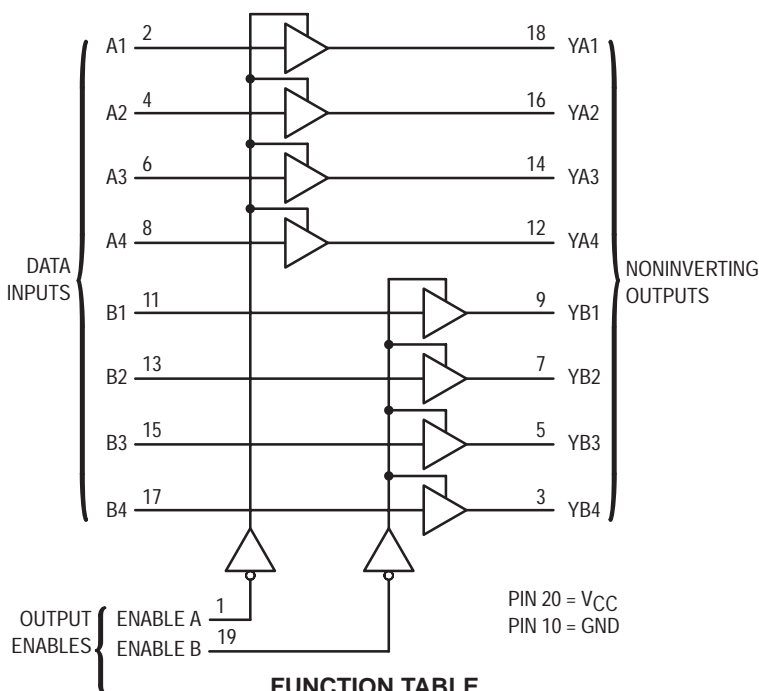 A1 2 18 YA1
A2 4 16 YA2
A3 6 14 YA3
A4 8 12 YA4
DATA
INPUTS
NONINVERTING
OUTPUTS
B1 11 9 YB1
B2 13 7 YB2
B3 15 5 YB3
B4 17 3 YB4
OUTPUT
ENABLES
ENABLE A 1
ENABLE B 19
PIN 20 = VCC
PIN 10 = GND
FUNCTION TABLE